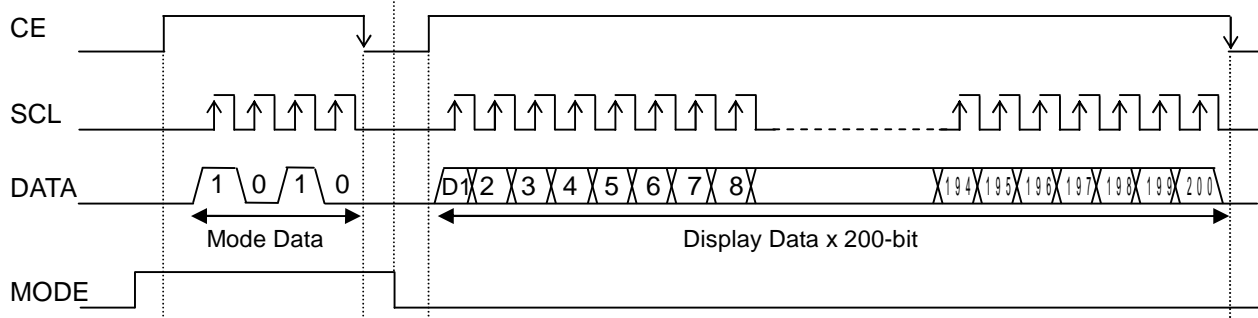 CE
SCL
DATA 1 0 1 0 D1 2 3 4 5 6 7 8 194 195 196 197 198 199 200
Mode Data Display Data x 200-bit
MODE